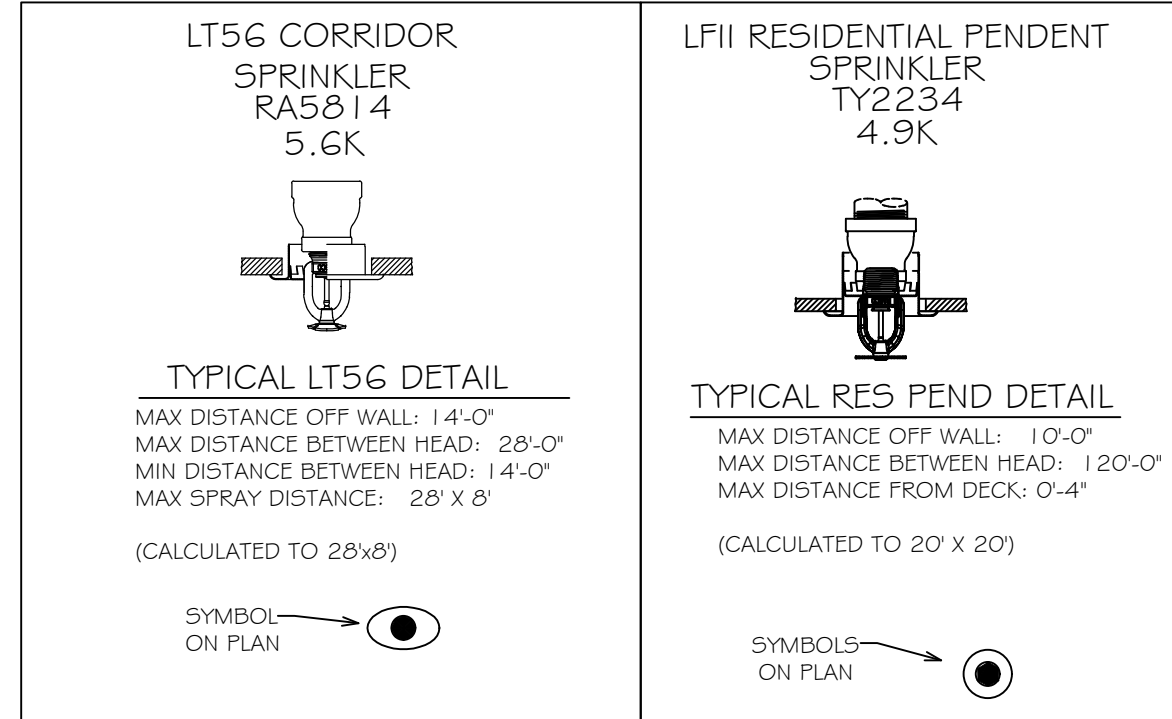 LT56 CORRIDOR
SPRINKLER
RA5814
5.6K
TYPICAL LT56 DETAIL
MAX DISTANCE OFF WALL: 14'-0"
MAX DISTANCE BETWEEN HEAD: 28'-0"
MIN DISTANCE BETWEEN HEAD: 14'-0"
MAX SPRAY DISTANCE: 28' X 8'
(CALCULATED TO 28'x8')
SYMBOL
ON PLAN
LFII RESIDENTIAL PENDENT
SPRINKLER
TY2234
4.9K
TYPICAL RES PEND DETAIL
MAX DISTANCE OFF WALL: 10'-0"
MAX DISTANCE BETWEEN HEAD: 120'-0"
MAX DISTANCE FROM DECK: 0'-4"
(CALCULATED TO 20' X 20')
SYMBOLS
ON PLAN